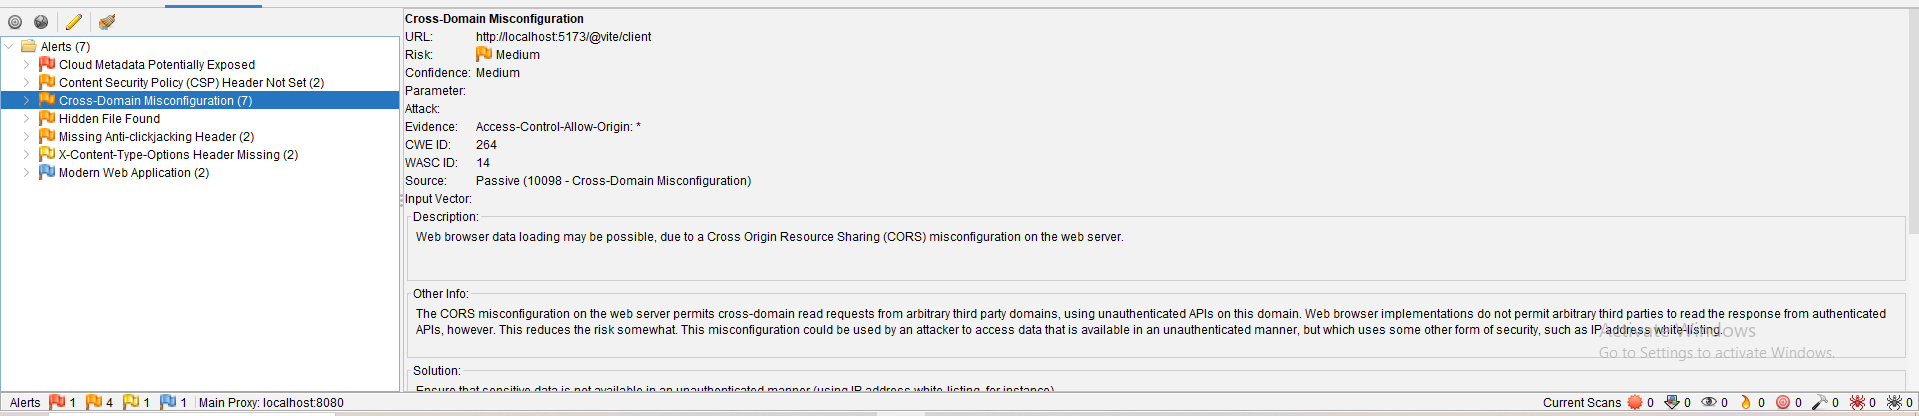 Alerts (7)
Cloud Metadata Potentially Exposed
Content Security Policy (CSP) Header Not Set (2)
Cross-Domain Misconfiguration (7)
Hidden File Found
Missing Anti-clickjacking Header (2)
X-Content-Type-Options Header Missing (2)
Modern Web Application (2)
Cross-Domain Misconfiguration
URL: http://localhost:5173/@vite/client
Risk: Medium
Confidence: Medium
Parameter:
Attack:
Evidence: Access-Control-Allow-Origin: *
CWE ID: 264
WASC ID: 14
Source: Passive (10098 - Cross-Domain Misconfiguration)
Input Vector:
Description:
Web browser data loading may be possible, due to a Cross Origin Resource Sharing (CORS) misconfiguration on the web server.
Other Info:
The CORS misconfiguration on the web server permits cross-domain read requests from arbitrary third party domains, using unauthenticated APIs on this domain. Web browser implementations do not permit arbitrary third parties to read the response from authenticated
APIs, however. This reduces the risk somewhat. This misconfiguration could be used by an attacker to access data that is available in an unauthenticated manner, but which uses some other form of security, such as IP address white-listing.
Activate Windows
Go to Settings to activate Windows.
Solution:
Ensure that sensitive data is not available in an unauthenticated manner (using IP address white-listing, for instance).
Alerts 1 4 1 1 Main Proxy: localhost:8080
Current Scans 0 0 0 0 0 0 0 0